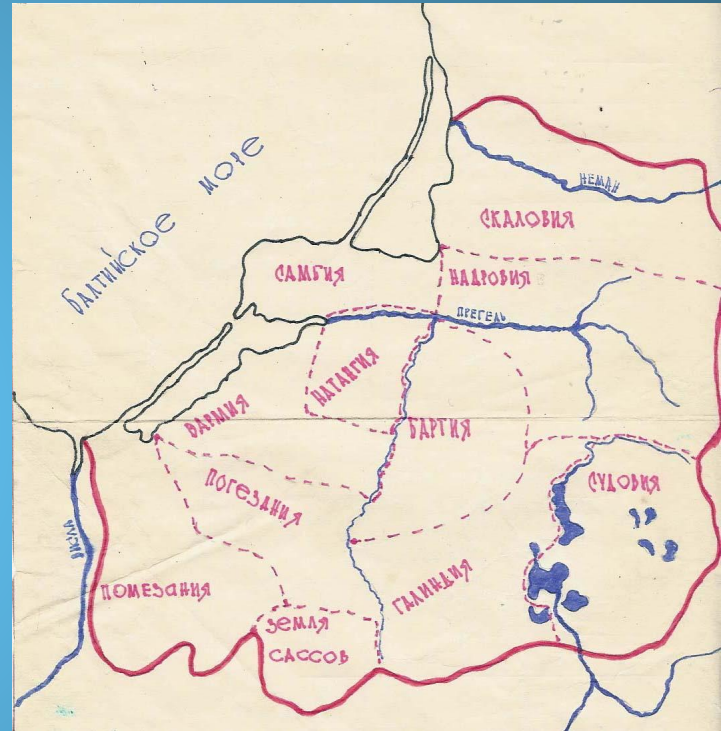 БАЛТИЙСКОЕ МОРЕ
НЕМАН
СКАЛОВИЯ
САМБИЯ
НАДРОВИЯ
ПРЕГЕЛЬ
НАТАНГИЯ
ВАРМИЯ
БАРТИЯ
ПОГЕЗАНИЯ
СУДОВИЯ
ВИСЛА
ПОМЕЗАНИЯ
ГАЛИНДИЯ
ЗЕМЛЯ
САССОВ